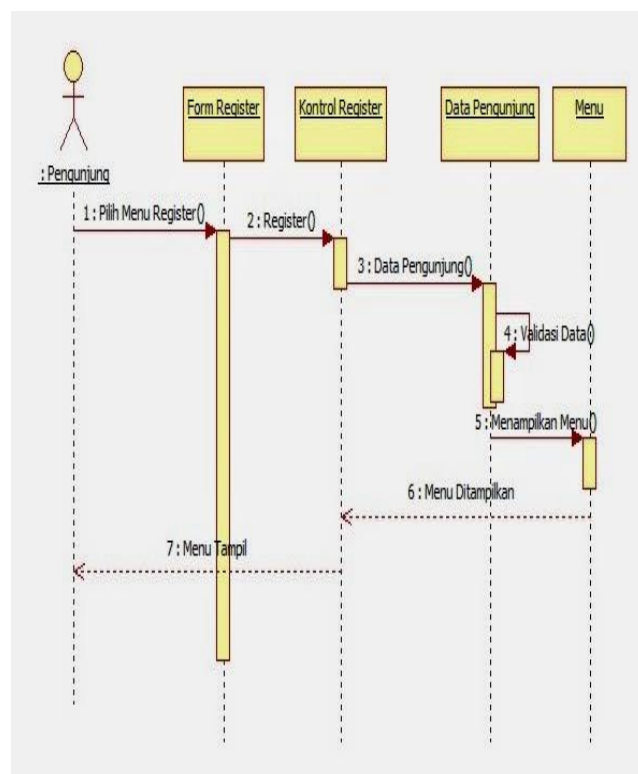 Form Register
Kontrol Register
Data Pengunjung
Menu
: Pengunjung
1 : Pilih Menu Register()
2 : Register()
3 : Data Pengunjung()
4 : Validasi Data()
5 : Menampilkan Menu()
6 : Menu Ditampilkan
7 : Menu Tampil